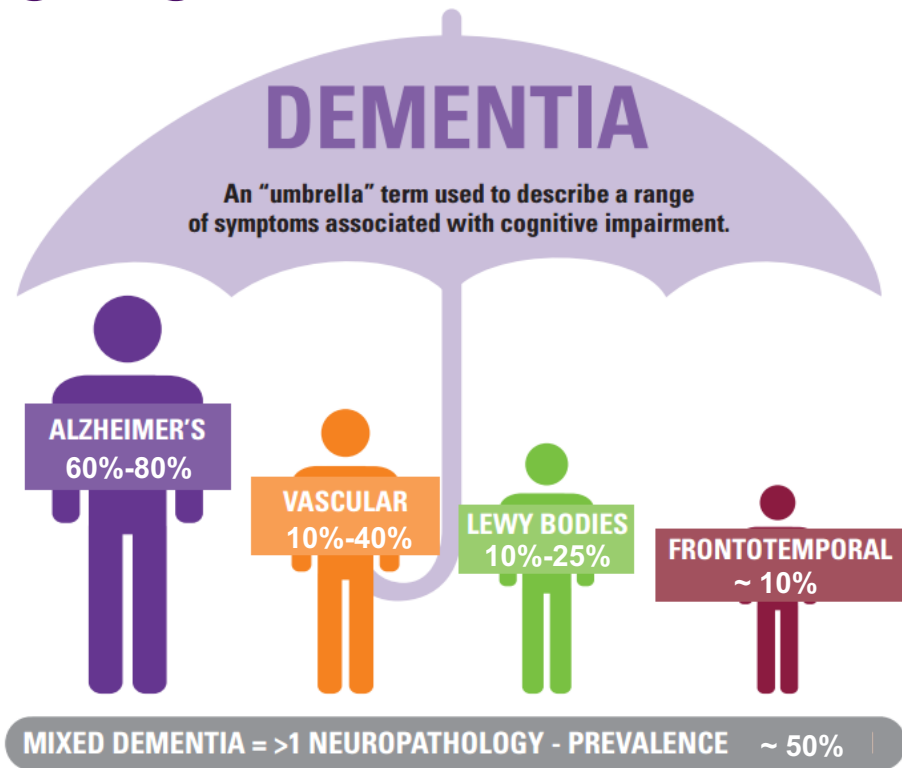 DEMENTIA
An “umbrella” term used to describe a range
of symptoms associated with cognitive impairment.
ALZHEIMER'S
60%-80%
VASCULAR
10%-40%
LEWY BODIES
10%-25%
FRONTOTEMPORAL
~ 10%
MIXED DEMENTIA = >1 NEUROPATHOLOGY - PREVALENCE ~ 50%